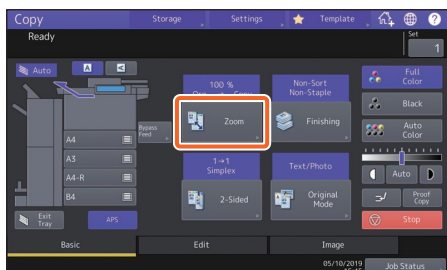 Copy
Storage
Settings
Template
Ready
Set
1
Auto
A
100 %
Non-Sort
Non-Staple
Full
Color
Zoom
Finishing
Black
Bypass
Feed
Auto
Color
A4
A3
A4-R
B4
1→1
Simplex
Text/Photo
Auto
2-Sided
Original
Mode
Proof
Copy
Exit
Tray
APS
Stop
Basic
Edit
Image
05/10/2019
Job Status